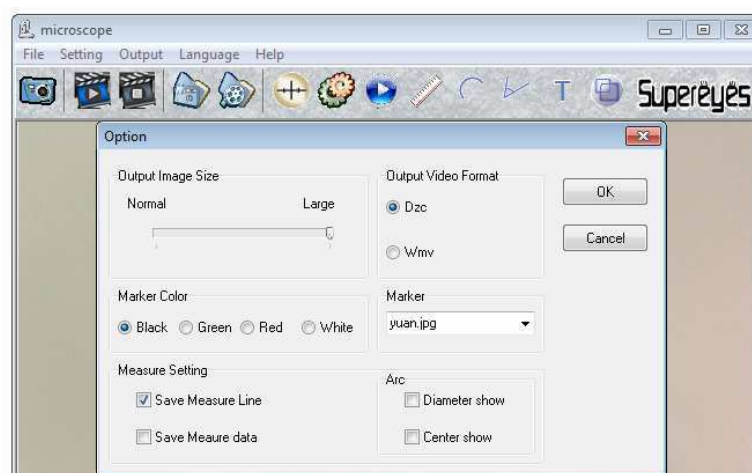 microscope
File Setting Output Language Help
T Supereyes
Option
Output Image Size
Normal Large
Output Video Format
Dzc
Wmv
OK
Cancel
Marker Color
Black Green Red White
Marker
yuan.jpg
Measure Setting
Save Measure Line
Save Meaure data
Arc
Diameter show
Center show